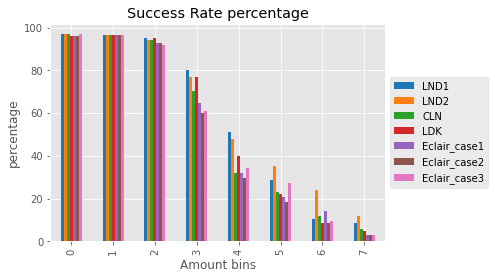 Success Rate percentage
100
80
60
40
20
0
percentage
0 1 2 3 4 5 6 7
Amount bins
LND1
LND2
CLN
LDK
Eclair_case1
Eclair_case2
Eclair_case3